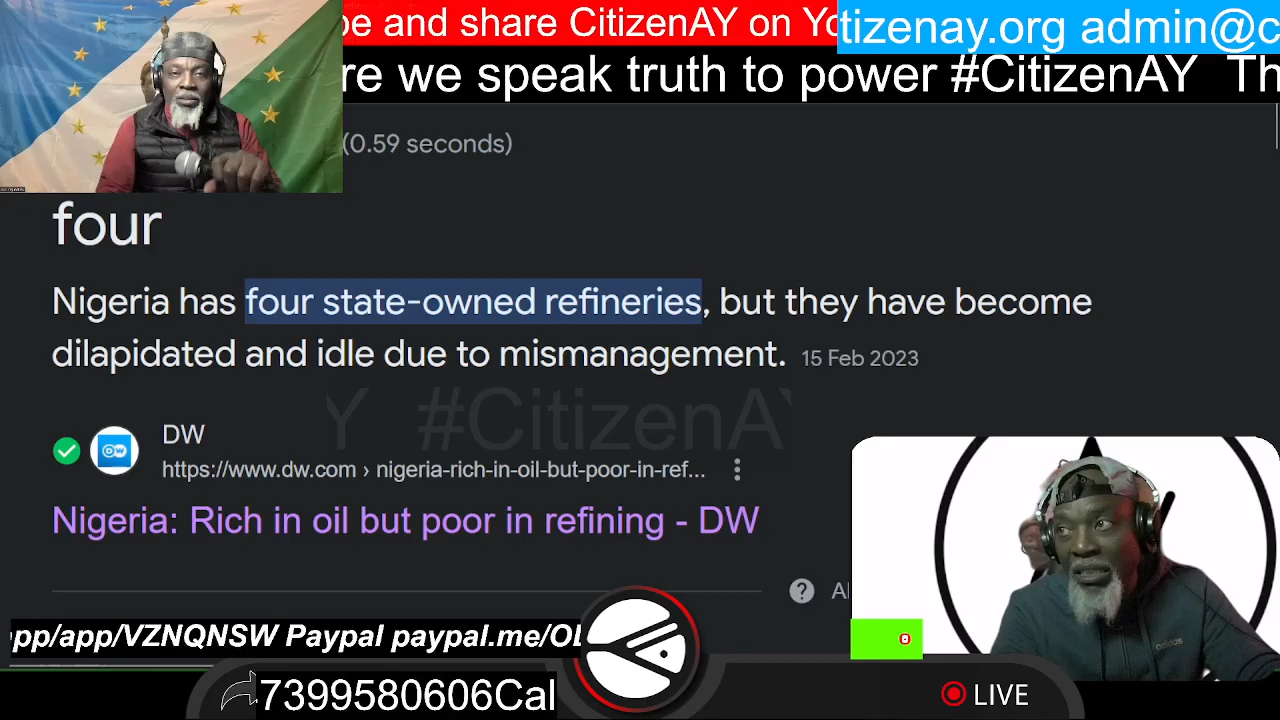 be and share CitizenAY on Yo
tizenay.org admin@c
re we speak truth to power #CitizenAY Th
(0.59 seconds)
four
Nigeria has four state-owned refineries, but they have become
dilapidated and idle due to mismanagement. 15 Feb 2023
Y #CitizenAY
DW
https://www.dw.com › nigeria-rich-in-oil-but-poor-in-ref...
Nigeria: Rich in oil but poor in refining - DW
pp/app/VZNQNSW Paypal paypal.me/OL
7399580606Cal
LIVE
adidas